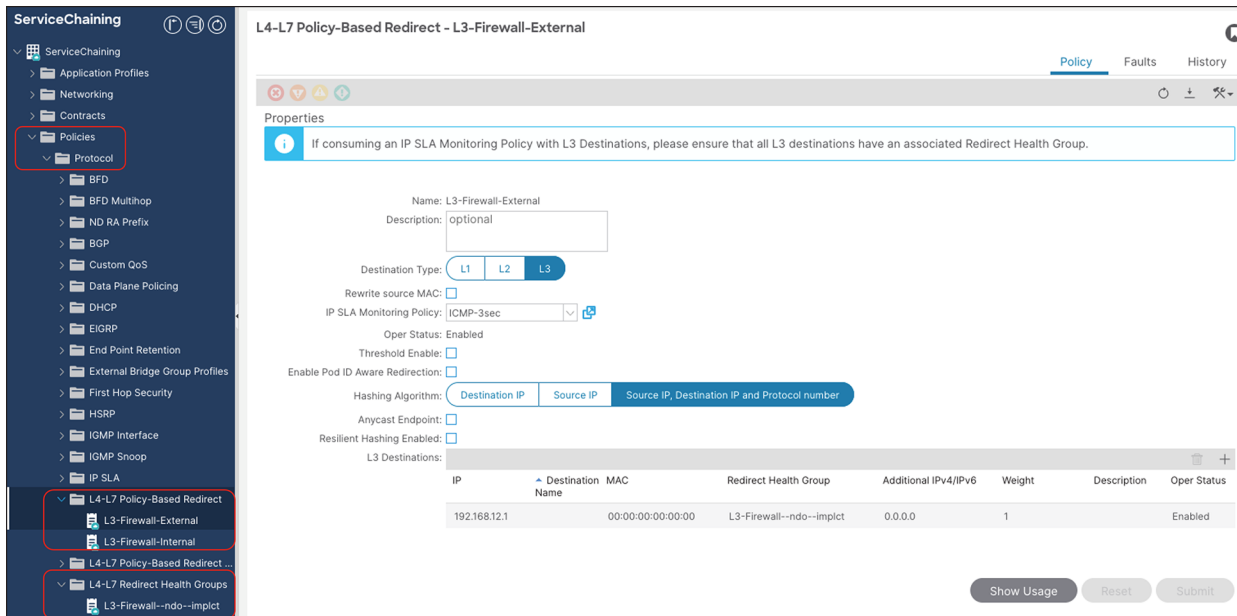 ServiceChaining
ServiceChaining
Application Profiles
Networking
Contracts
Policies
Protocol
BFD
BFD Multihop
ND RA Prefix
BGP
Custom QoS
Data Plane Policing
DHCP
EIGRP
End Point Retention
External Bridge Group Profiles
First Hop Security
HSRP
IGMP Interface
IGMP Snoop
IP SLA
L4-L7 Policy-Based Redirect
L3-Firewall-External
L3-Firewall-Internal
L4-L7 Policy-Based Redirect ...
L4-L7 Redirect Health Groups
L3-Firewall--ndo--implct
L4-L7 Policy-Based Redirect - L3-Firewall-External
Policy Faults History
Properties
If consuming an IP SLA Monitoring Policy with L3 Destinations, please ensure that all L3 destinations have an associated Redirect Health Group.
Name: L3-Firewall-External
Description: optional
Destination Type: L1 L2 L3
Rewrite source MAC:
IP SLA Monitoring Policy: ICMP-3sec
Oper Status: Enabled
Threshold Enable:
Enable Pod ID Aware Redirection:
Hashing Algorithm: Destination IP Source IP Source IP, Destination IP and Protocol number
Anycast Endpoint:
Resilient Hashing Enabled:
L3 Destinations:
IP Destination Name MAC Redirect Health Group Additional IPv4/IPv6 Weight Description Oper Status
192.168.12.1 00:00:00:00:00:00 L3-Firewall--ndo--implct 0.0.0.0 1 Enabled
Show Usage Reset Submit